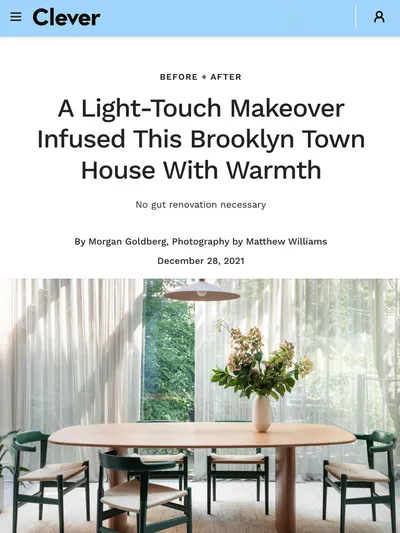 Clever
BEFORE + AFTER
A Light-Touch Makeover
Infused This Brooklyn Town
House With Warmth
No gut renovation necessary
By Morgan Goldberg, Photography by Matthew Williams
December 28, 2021